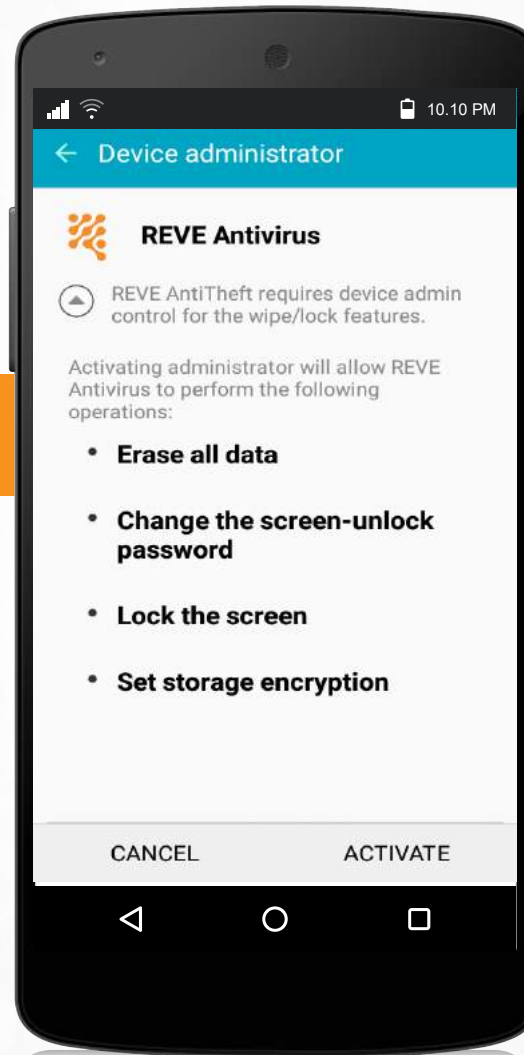 10.10 PM
Device administrator
REVE Antivirus
REVE AntiTheft requires device admin
control for the wipe/lock features.
Activating administrator will allow REVE
Antivirus to perform the following
operations:
• Erase all data
• Change the screen-unlock
password
• Lock the screen
• Set storage encryption
CANCEL ACTIVATE